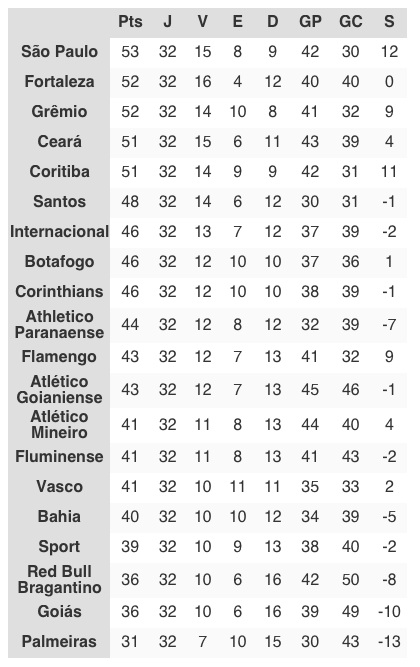 Pts J V E D GP GC S
São Paulo 53 32 15 8 9 42 30 12
Fortaleza 52 32 16 4 12 40 40 0
Grêmio 52 32 14 10 8 41 32 9
Ceará 51 32 15 6 11 43 39 4
Coritiba 51 32 14 9 9 42 31 11
Santos 48 32 14 6 12 30 31 -1
Internacional 46 32 13 7 12 37 39 -2
Botafogo 46 32 12 10 10 37 36 1
Corinthians 46 32 12 10 10 38 39 -1
Athletico
Paranaense 44 32 12 8 12 32 39 -7
Flamengo 43 32 12 7 13 41 32 9
Atlético
Goianiense 43 32 12 7 13 45 46 -1
Atlético
Mineiro 41 32 11 8 13 44 40 4
Fluminense 41 32 11 8 13 41 43 -2
Vasco 41 32 10 11 11 35 33 2
Bahia 40 32 10 10 12 34 39 -5
Sport 39 32 10 9 13 38 40 -2
Red Bull
Bragantino 36 32 10 6 16 42 50 -8
Goiás 36 32 10 6 16 39 49 -10
Palmeiras 31 32 7 10 15 30 43 -13